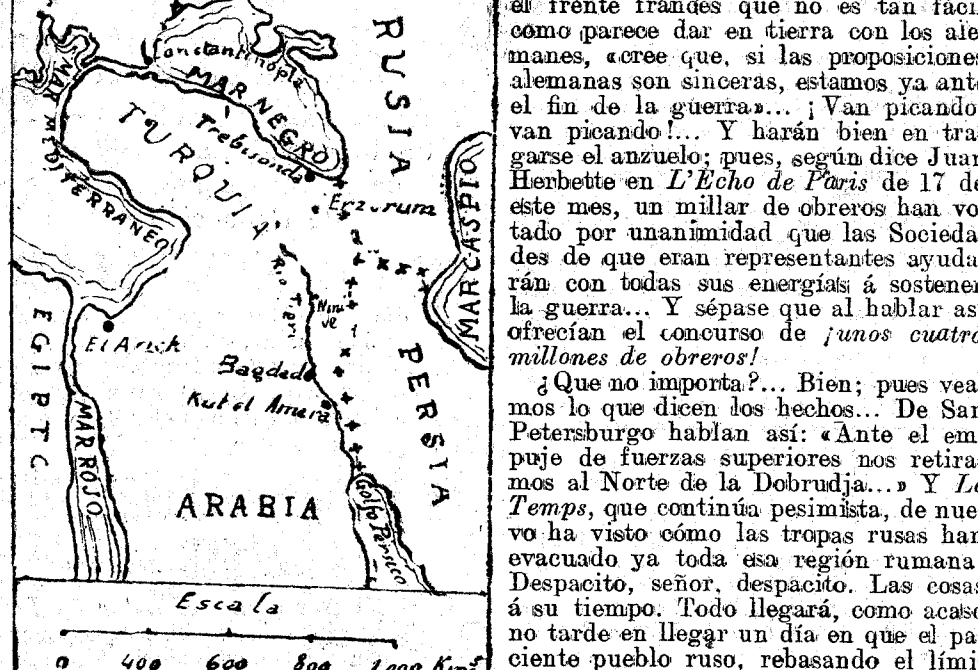 RUSIA
Constantinopla
MAR NEGRO
TURQUIA
Trebisonda
Erzurum
MAR CASPIO
MAR MEDITERRANEO
Rio Tigris
EGIPTO
El Arich
PERSIA
Bagdad
Kut el Amara
MAR ROJO
ARABIA
Golfo Pérsico
Escala
0 400 600 800 1.000 Kms
el frente francés que no es tan fácil
como parece dar en tierra con los ale
manes, «cree que, si las proposiciones
alemanas son sinceras, estamos ya ante
el fin de la guerra»... ¡Van picando,
van picando!... Y harán bien en tra
garse el anzuelo; pues, según dice Juan
Herbette en L'Echo de Paris de 17 de
este mes, un millar de obreros han vo
tado por unanimidad que las Socieda
des de que eran representantes ayuda
rán con todas sus energías á sostener
la guerra... Y sépase que al hablar as
ofrecían el concurso de ¡unos cuatro
millones de obreros!
¿Que no importa?... Bien; pues vea
mos lo que dicen los hechos... De San
Petersburgo hablan así: «Ante el em
puje de fuerzas superiores nos retira
mos al Norte de la Dobrudja...» Y Le
Temps, que continúa pesimista, de nue
vo ha visto cómo las tropas rusas han
evacuado ya toda esa región rumana.
Despacito, señor, despacito. Las cosas
á su tiempo. Todo llegará, como acaso
no tarde en llegar un día en que el pa
ciente pueblo ruso, rebasando el lími